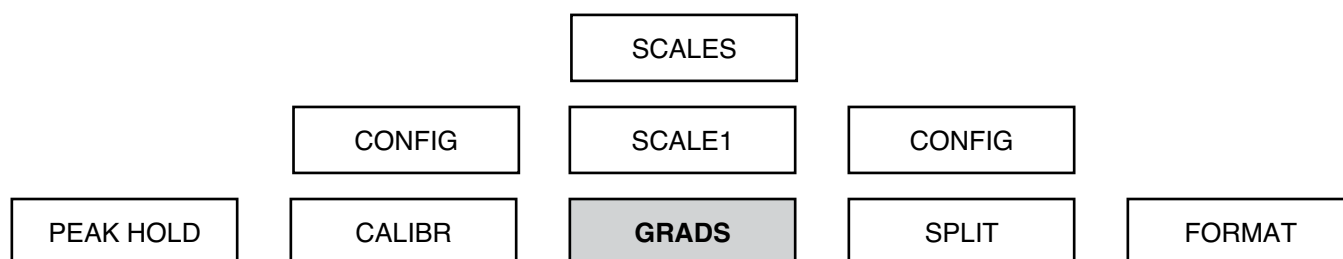 SCALES
CONFIG SCALE1 CONFIG
PEAK HOLD CALIBR GRADS SPLIT FORMAT